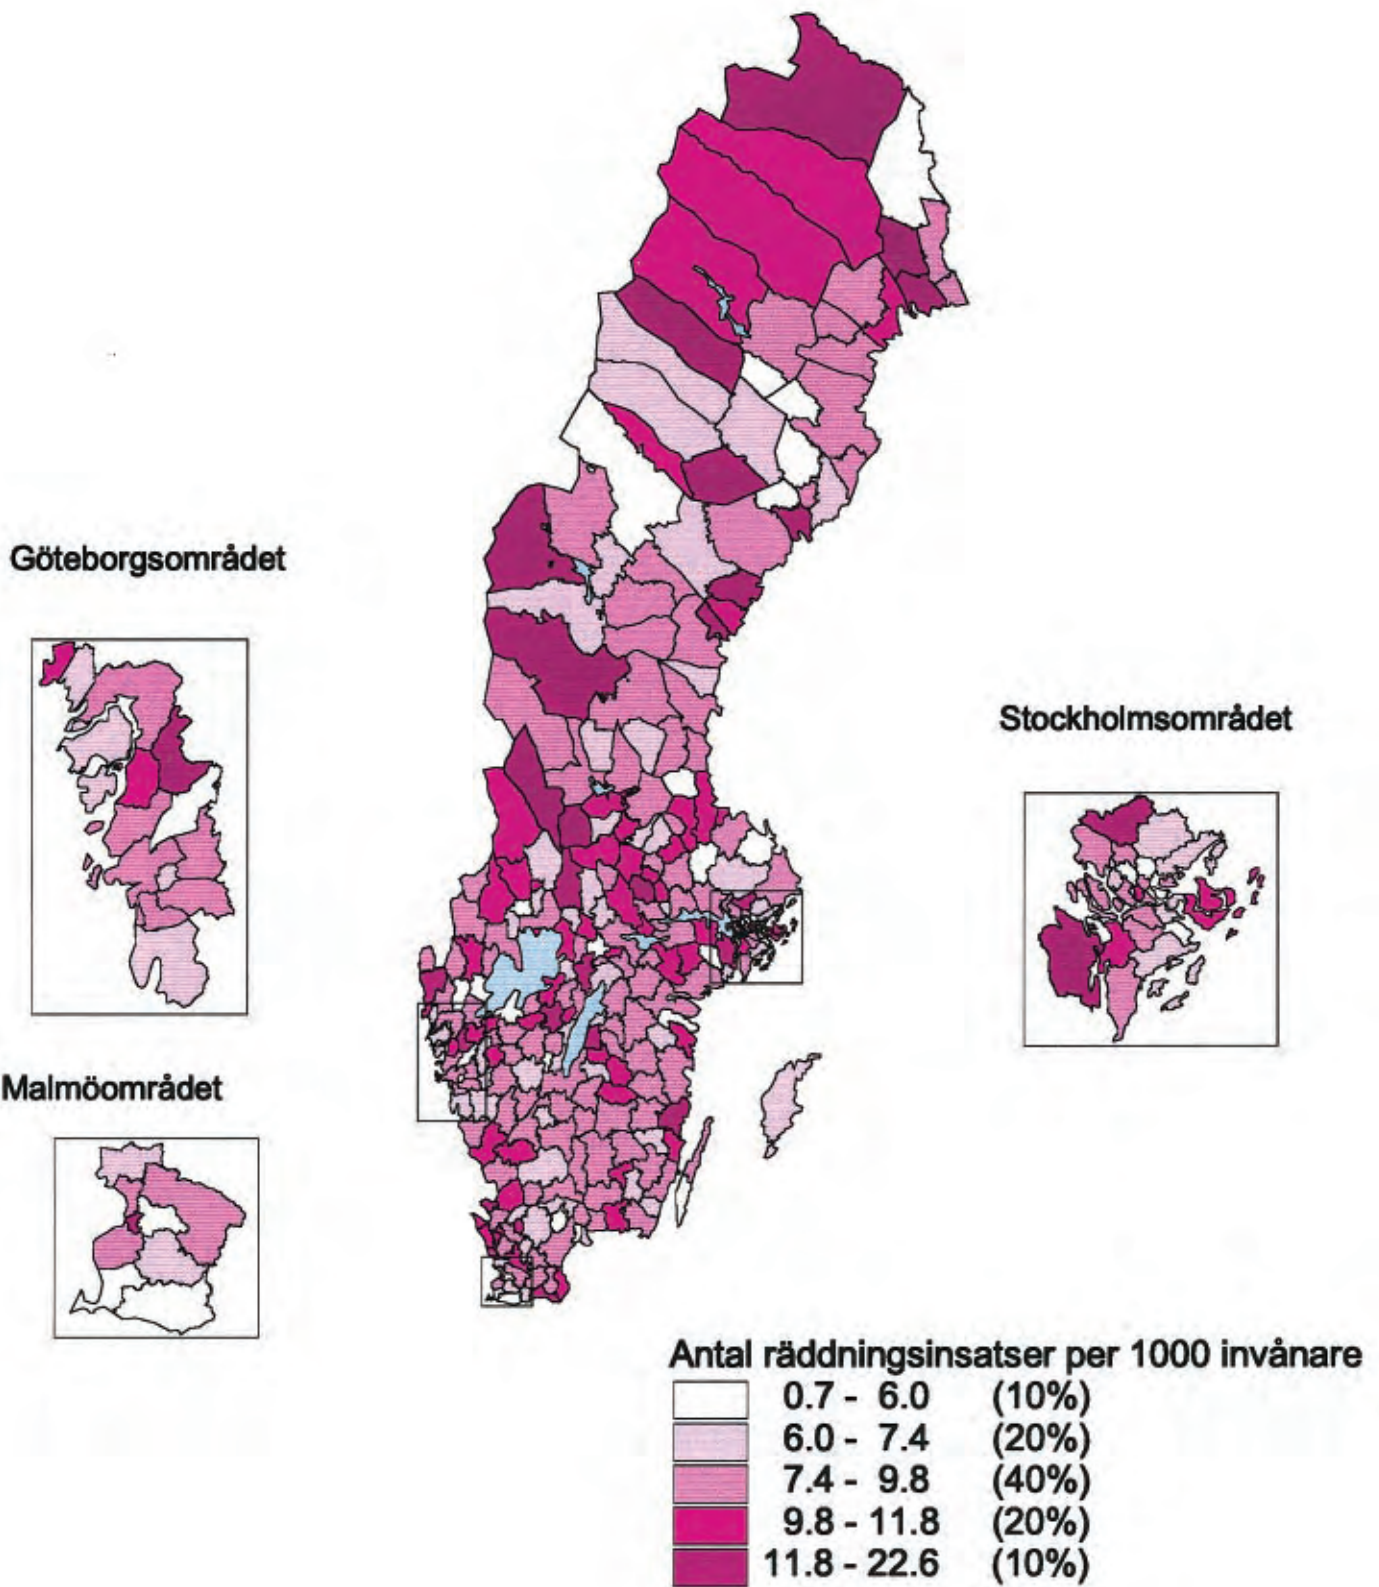 Göteborgsområdet
Stockholmsområdet
Malmöområdet
Antal räddningsinsatser per 1000 invånare
0.7 - 6.0 (10%)
6.0 - 7.4 (20%)
7.4 - 9.8 (40%)
9.8 - 11.8 (20%)
11.8 - 22.6 (10%)